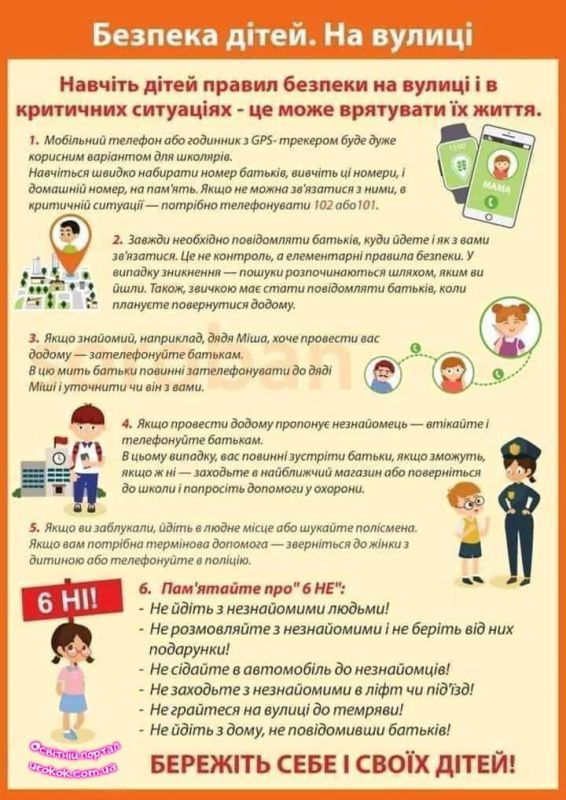 Безпека дітей. На вулиці
Навчіть дітей правил безпеки на вулиці і в
критичних ситуаціях - це може врятувати їх життя.
1. Мобільний телефон або годинник з GPS- трекером буде дуже
корисним варіантом для школярів.
Навчіться швидко набирати номер батьків, вивчіть ці номери, і
домашній номер, на пам'ять. Якщо не можна зв'язатися з ними, в
критичній ситуації — потрібно телефонувати 102 або101.
МАМА
2. Завжди необхідно повідомляти батьків, куди йдете і як з вами
зв'язатися. Це не контроль, а елементарні правила безпеки. У
випадку зникнення — пошуки розпочинаються шляхом, яким ви
йшли. Також, звичкою має стати повідомляти батьків, коли
плануєте повернутися додому.
3. Якщо знайомий, наприклад, дядя Міша, хоче провести вас
додому — зателефонуйте батькам.
В цю мить батьки повинні зателефонувати до дяді
Міші і уточнити чи він з вами.
4. Якщо провести додому пропонує незнайомець — втікайте і
телефонуйте батькам.
В цьому випадку, вас повинні зустріти батьки, якщо зможуть,
якщо ж ні — заходьте в найближчий магазин або поверніться
до школи і попросіть допомоги у охорони.
5. Якщо ви заблукали, йдіть в людне місце або шукайте полісмена.
Якщо вам потрібна термінова допомога — зверніться до жінки з
дитиною або телефонуйте в поліцію.
6 НІ!
6. Пам'ятайте про" 6 НЕ":
- Не йдіть з незнайомими людьми!
- Не розмовляйте з незнайомими і не беріть від них
подарунки!
- Не сідайте в автомобіль до незнайомців!
- Не заходьте з незнайомими в ліфт чи під'їзд!
- Не грайтеся на вулиці до темряви!
- Не йдіть з дому, не повідомивши батьків!
Освітній портал
urokok.com.ua
БЕРЕЖІТЬ СЕБЕ І СВОЇХ ДІТЕЙ!